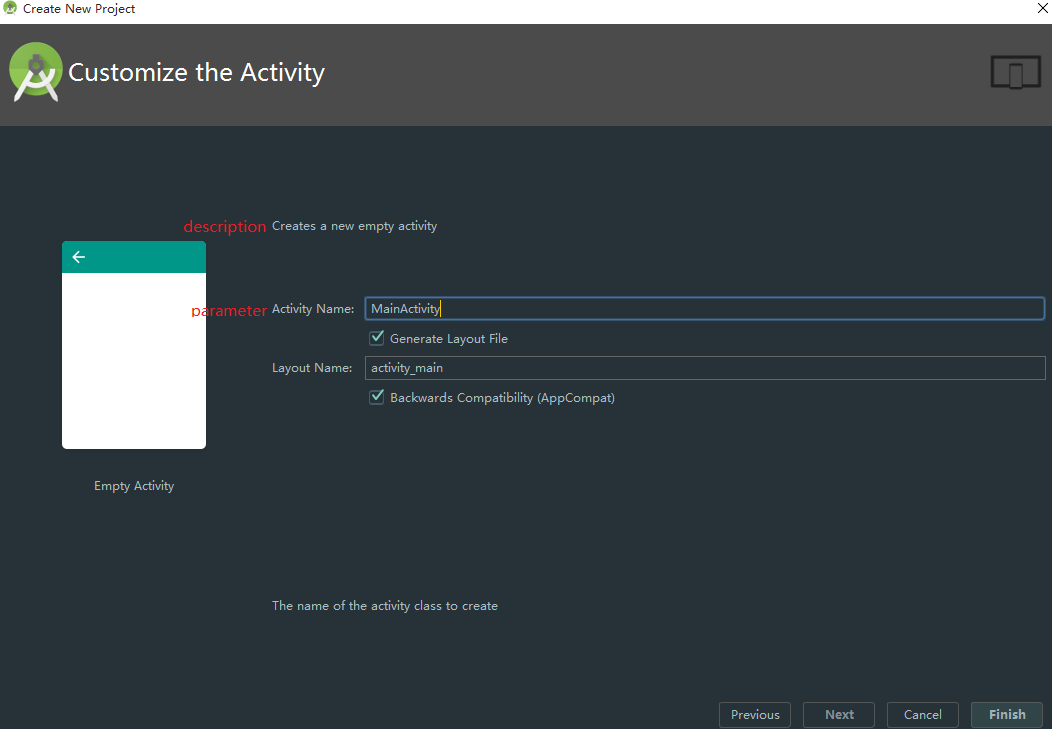 Create New Project
Customize the Activity
description Creates a new empty activity
parameter Activity Name: MainActivity
Generate Layout File
Layout Name: activity_main
Backwards Compatibility (AppCompat)
Empty Activity
The name of the activity class to create
Previous Next Cancel Finish